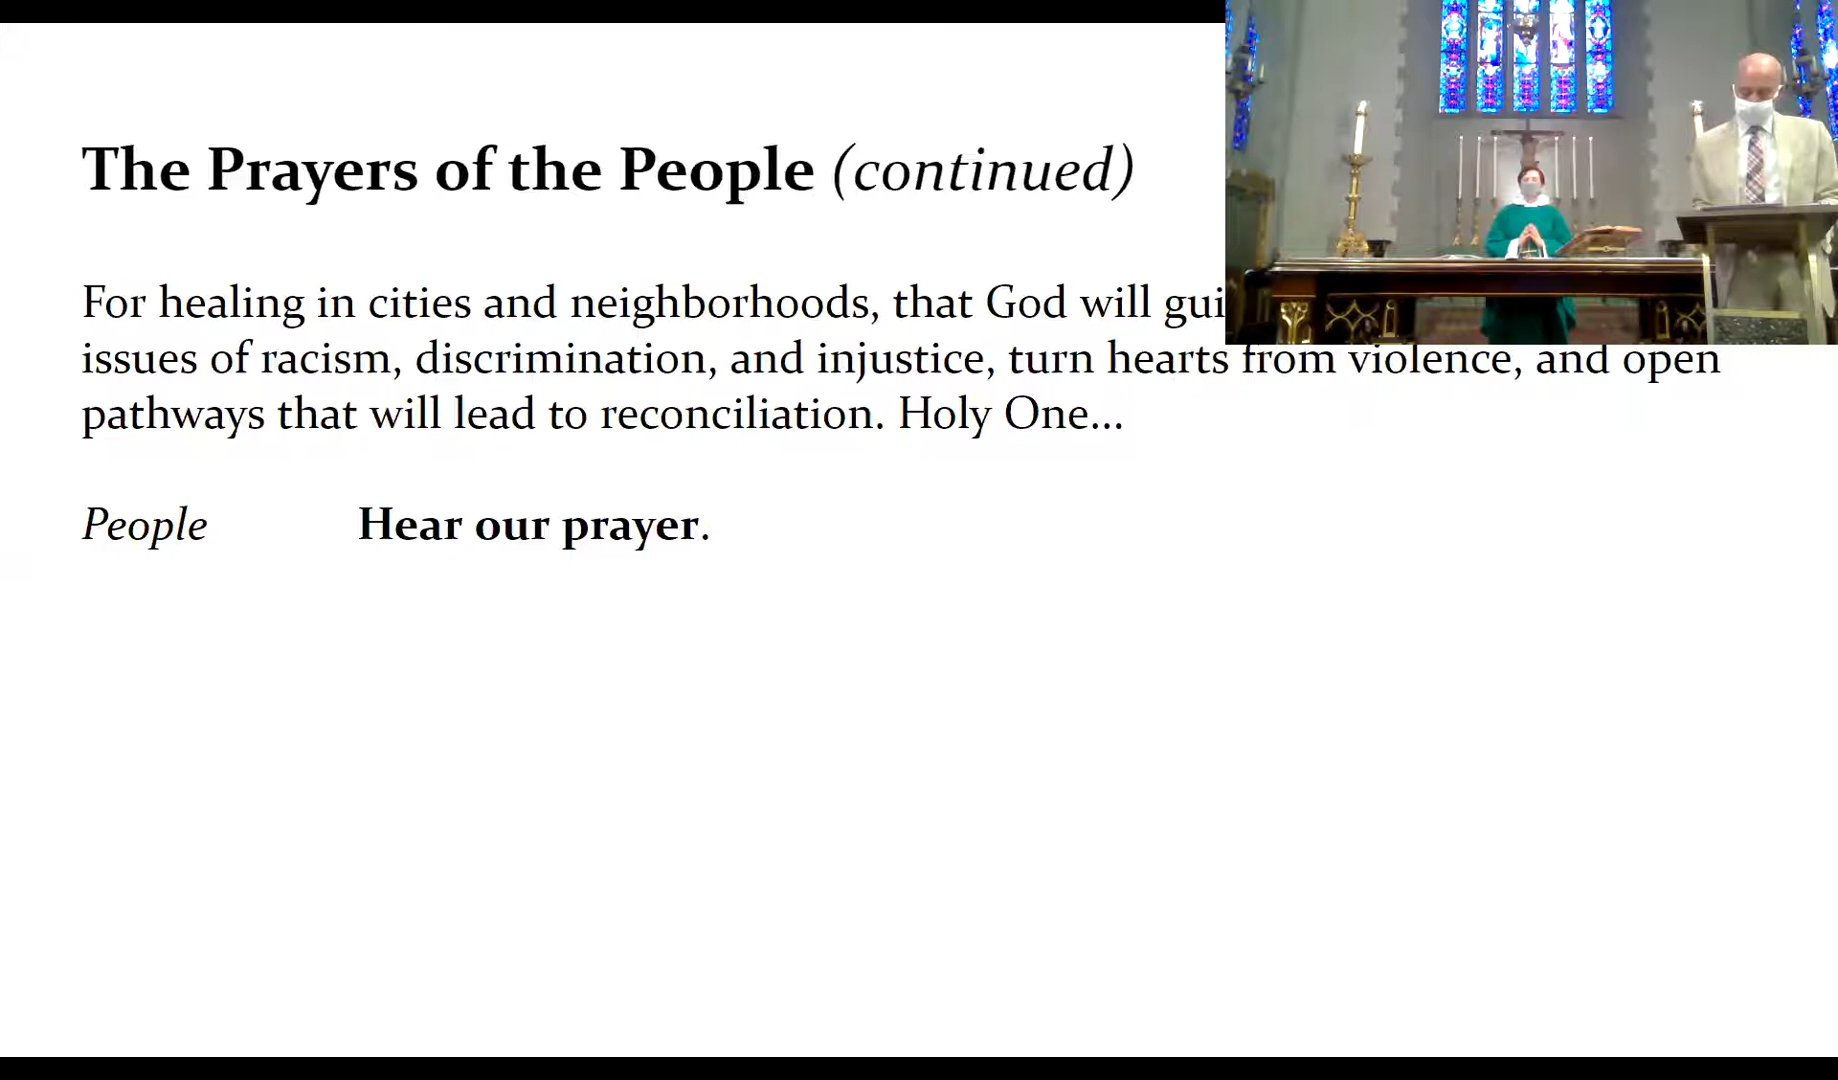 The Prayers of the People (continued)
For healing in cities and neighborhoods, that God will
issues of racism, discrimination, and injustice, turn hearts from violence, and open
pathways that will lead to reconciliation. Holy One...
People Hear our prayer.